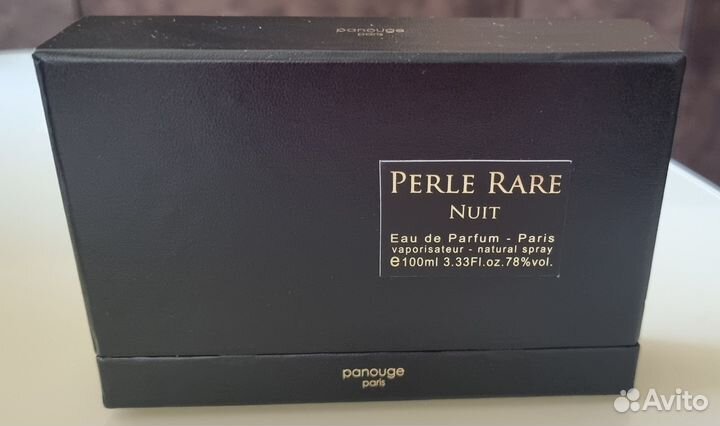 panouge
paris
PERLE RARE
NUIT
Eau de Parfum - Paris
vaporisateur - natural spray
e100ml 3.33Fl.oz.78%vol.
panouge
paris
Avito